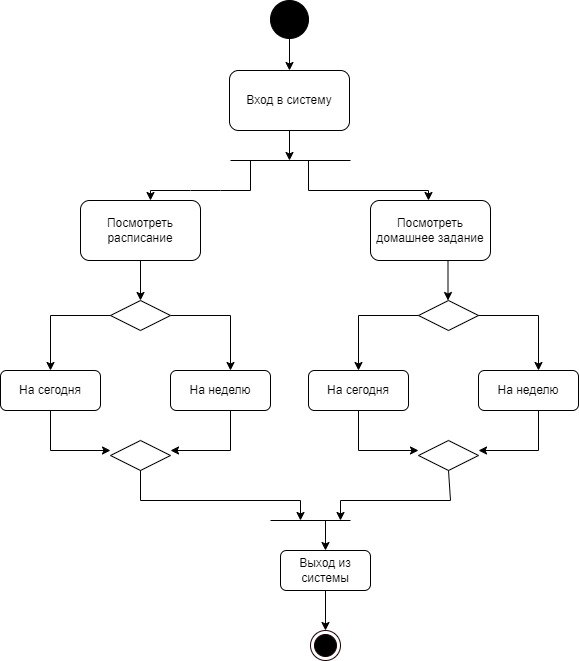 Вход в систему
Посмотреть
расписание
Посмотреть
домашнее задание
На сегодня
На неделю
На сегодня
На неделю
Выход из
системы